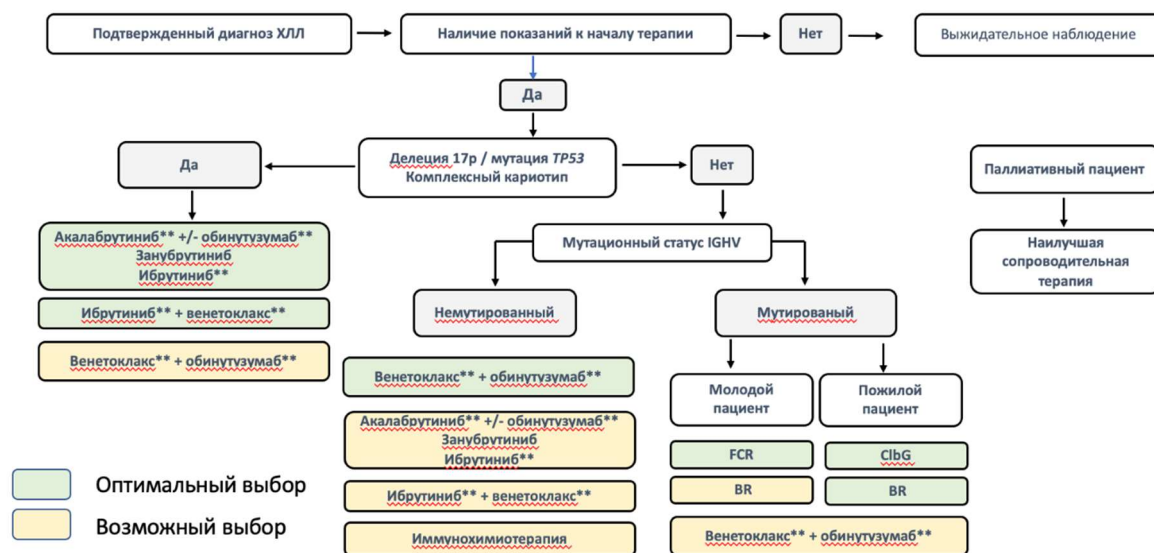 Подтвержденный диагноз ХЛЛ
Наличие показаний к началу терапии
Нет
Выжидательное наблюдение
Да
Да
Делеция 17p / мутация TP53
Комплексный кариотип
Нет
Паллиативный пациент
Акалабрутиниб** +/- обинутузумаб**
Занубрутиниб
Ибрутиниб**
Мутационный статус IGHV
Наилучшая
сопроводительная
терапия
Ибрутиниб** + венетоклакс**
Немутированный
Мутированый
Венетоклакс** + обинутузумаб**
Венетоклакс** + обинутузумаб**
Молодой
пациент
Пожилой
пациент
Акалабрутиниб** +/- обинутузумаб**
Занубрутиниб
Ибрутиниб**
FCR
ClbG
Ибрутиниб** + венетоклакс**
BR
BR
Иммунохимиотерапия
Венетоклакс** + обинутузумаб**
Оптимальный выбор
Возможный выбор